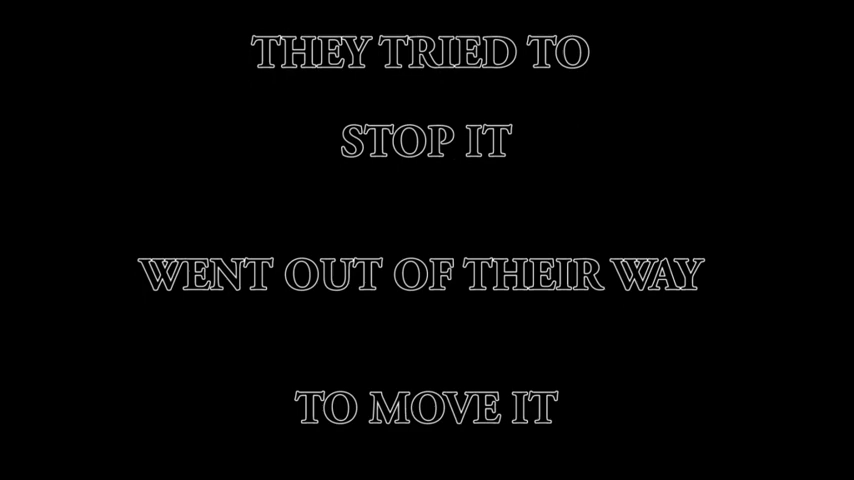 THEY TRIED TO
STOP IT
WENT OUT OF THEIR WAY
TO MOVE IT